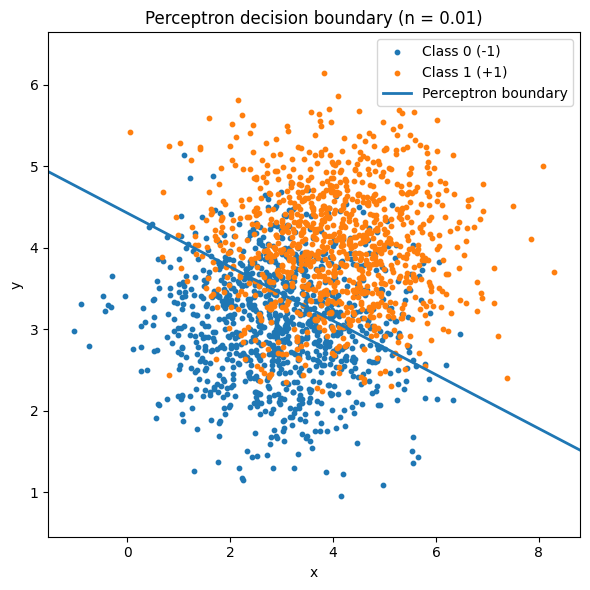 Perceptron decision boundary (n = 0.01)
Class 0 (-1)
Class 1 (+1)
Perceptron boundary
y
6
5
4
3
2
1
0 2 4 6 8
x